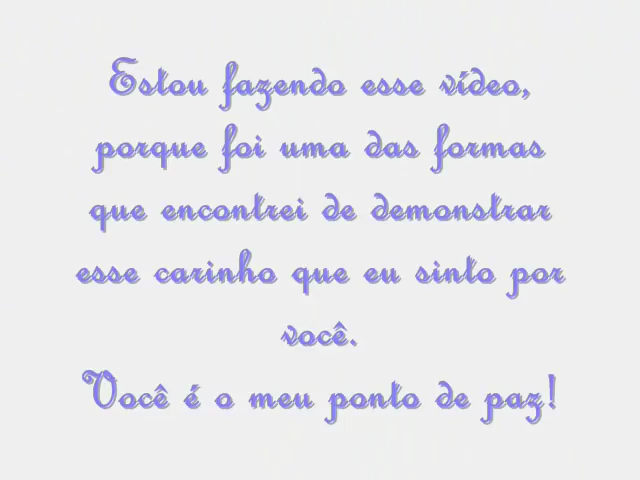 Estou fazendo esse vídeo,
porque foi uma das formas
que encontrei de demonstrar
esse carinho que eu sinto por
você.
Você é o meu ponto de paz!